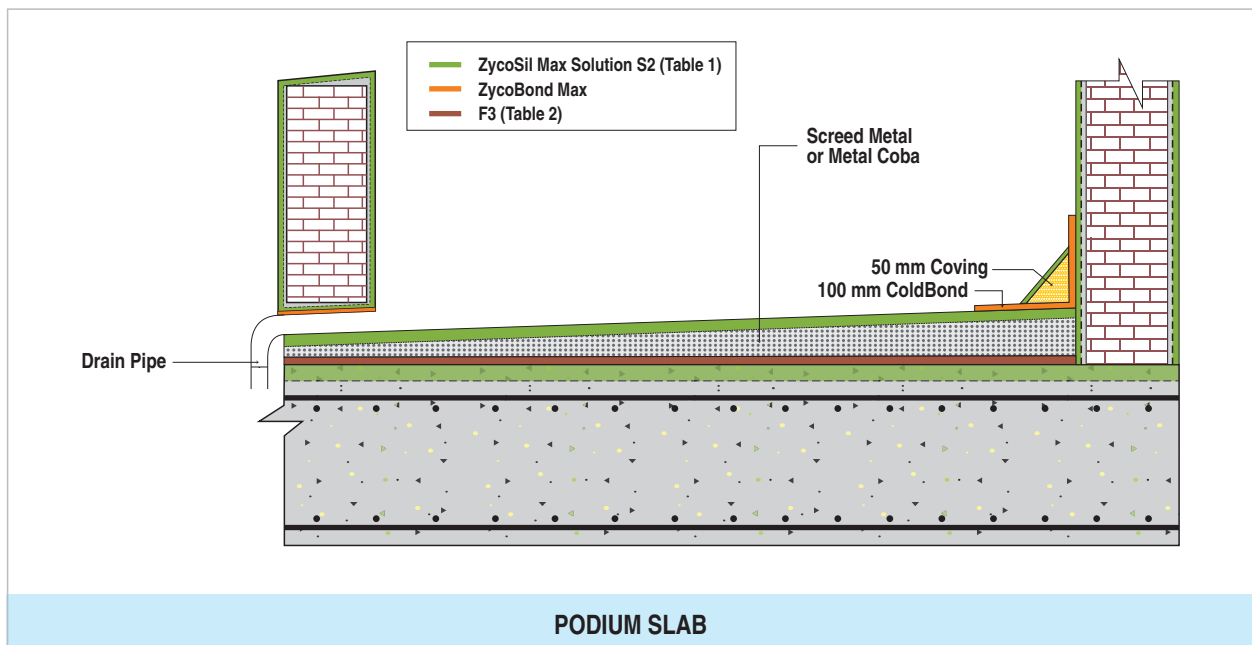 ZycoSil Max Solution S2 (Table 1)
ZycoBond Max
F3 (Table 2)
Screed Metal
or Metal Coba
50 mm Coving
100 mm ColdBond
Drain Pipe
PODIUM SLAB